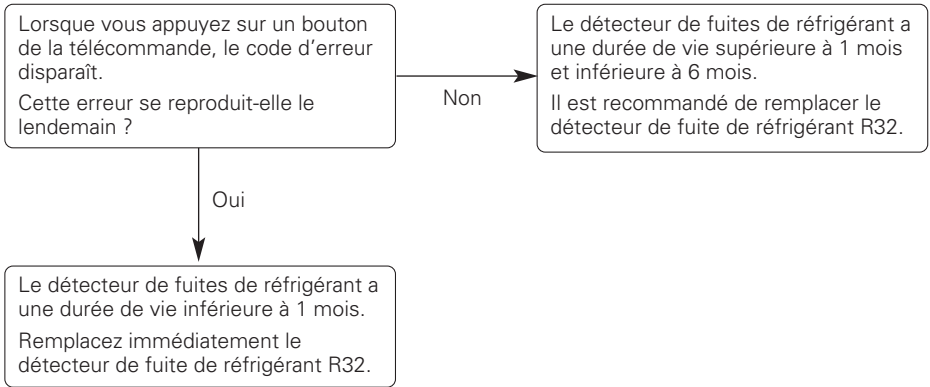 Lorsque vous appuyez sur un bouton
de la télécommande, le code d'erreur
disparaît.
Cette erreur se reproduit-elle le
lendemain ?
Non
Le détecteur de fuites de réfrigérant a
une durée de vie supérieure à 1 mois
et inférieure à 6 mois.
Il est recommandé de remplacer le
détecteur de fuite de réfrigérant R32.
Oui
Le détecteur de fuites de réfrigérant a
une durée de vie inférieure à 1 mois.
Remplacez immédiatement le
détecteur de fuite de réfrigérant R32.